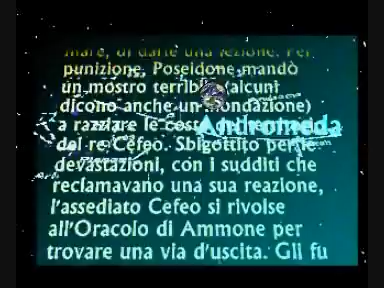 mare, di darle una lezione. Per
punizione, Poseidone mandò
un mostro terribile (alcuni
dicono anche un'inondazione)
a razziare le coste
Andromeda
del re Cefeo. Sbigottito per le
devastazioni, con i sudditi che
reclamavano una sua reazione,
l'assediato Cefeo si rivolse
all'Oracolo di Ammone per
trovare una via d'uscita. Gli fu